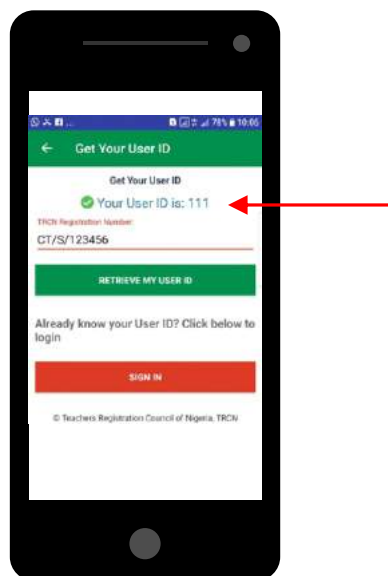 78% 10:06
Get Your User ID
Get Your User ID
Your User ID is: 111
TRCN Registration Number
CT/S/123456
RETRIEVE MY USER ID
Already know your User ID? Click below to
login
SIGN IN
© Teachers Registration Council of Nigeria, TRCN